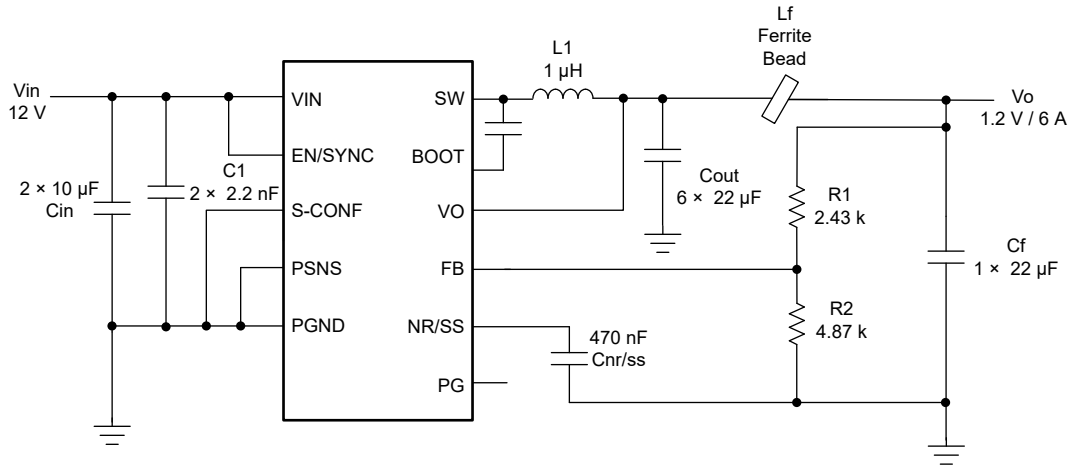 Lf
Ferrite
Bead
L1
1 µH
Vin
12 V
VIN
SW
Vo
1.2 V / 6 A
EN/SYNC
BOOT
C1
2 × 2.2 nF
2 × 10 µF
Cin
Cout
6 × 22 µF
R1
2.43 k
S-CONF
VO
Cf
1 × 22 µF
PSNS
FB
R2
4.87 k
PGND
NR/SS
470 nF
Cnr/ss
PG